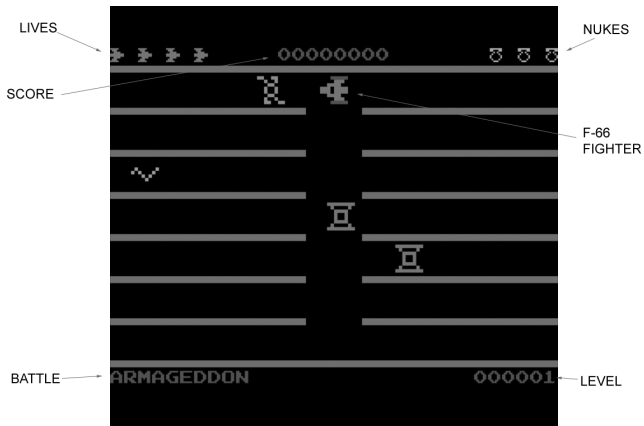 LIVES
NUKES
00000000
SCORE
F-66
FIGHTER
BATTLE
ARMAGEDDON
000001
LEVEL